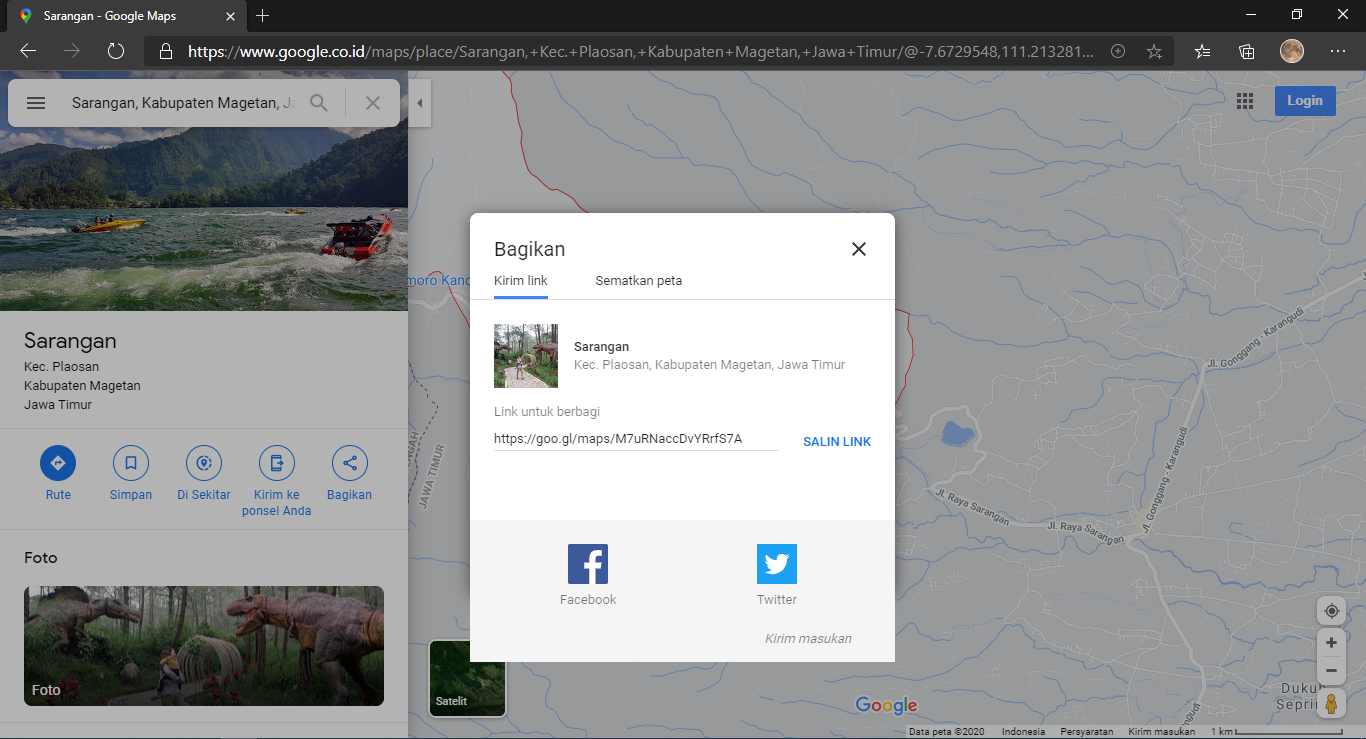 Sarangan - Google Maps
https://www.google.co.id/maps/place/Sarangan,+Kec.+Plaosan,+Kabupaten+Magetan,+Jawa+Timur/@-7.6729548,111.213281...
Sarangan, Kabupaten Magetan, Ja
Login
Sarangan
Kec. Plaosan
Kabupaten Magetan
Jawa Timur
Rute
Simpan
Di Sekitar
Kirim ke
ponsel Anda
Bagikan
Foto
Foto
Bagikan
Kirim link
Sematkan peta
Sarangan
Kec. Plaosan, Kabupaten Magetan, Jawa Timur
Link untuk berbagi
https://goo.gl/maps/M7uRNaccDvYRrfS7A
SALIN LINK
Facebook
Twitter
Kirim masukan
moro Kand
JAWA TIMUR
Jl. Gonggang - Karangudi
Jl. Gonggang - Karangudi
Jl. Raya Sarangan
Jl. Raya Sarangan
Satelit
Google
Data peta ©2020
Indonesia
Persyaratan
Kirim masukan
1 km